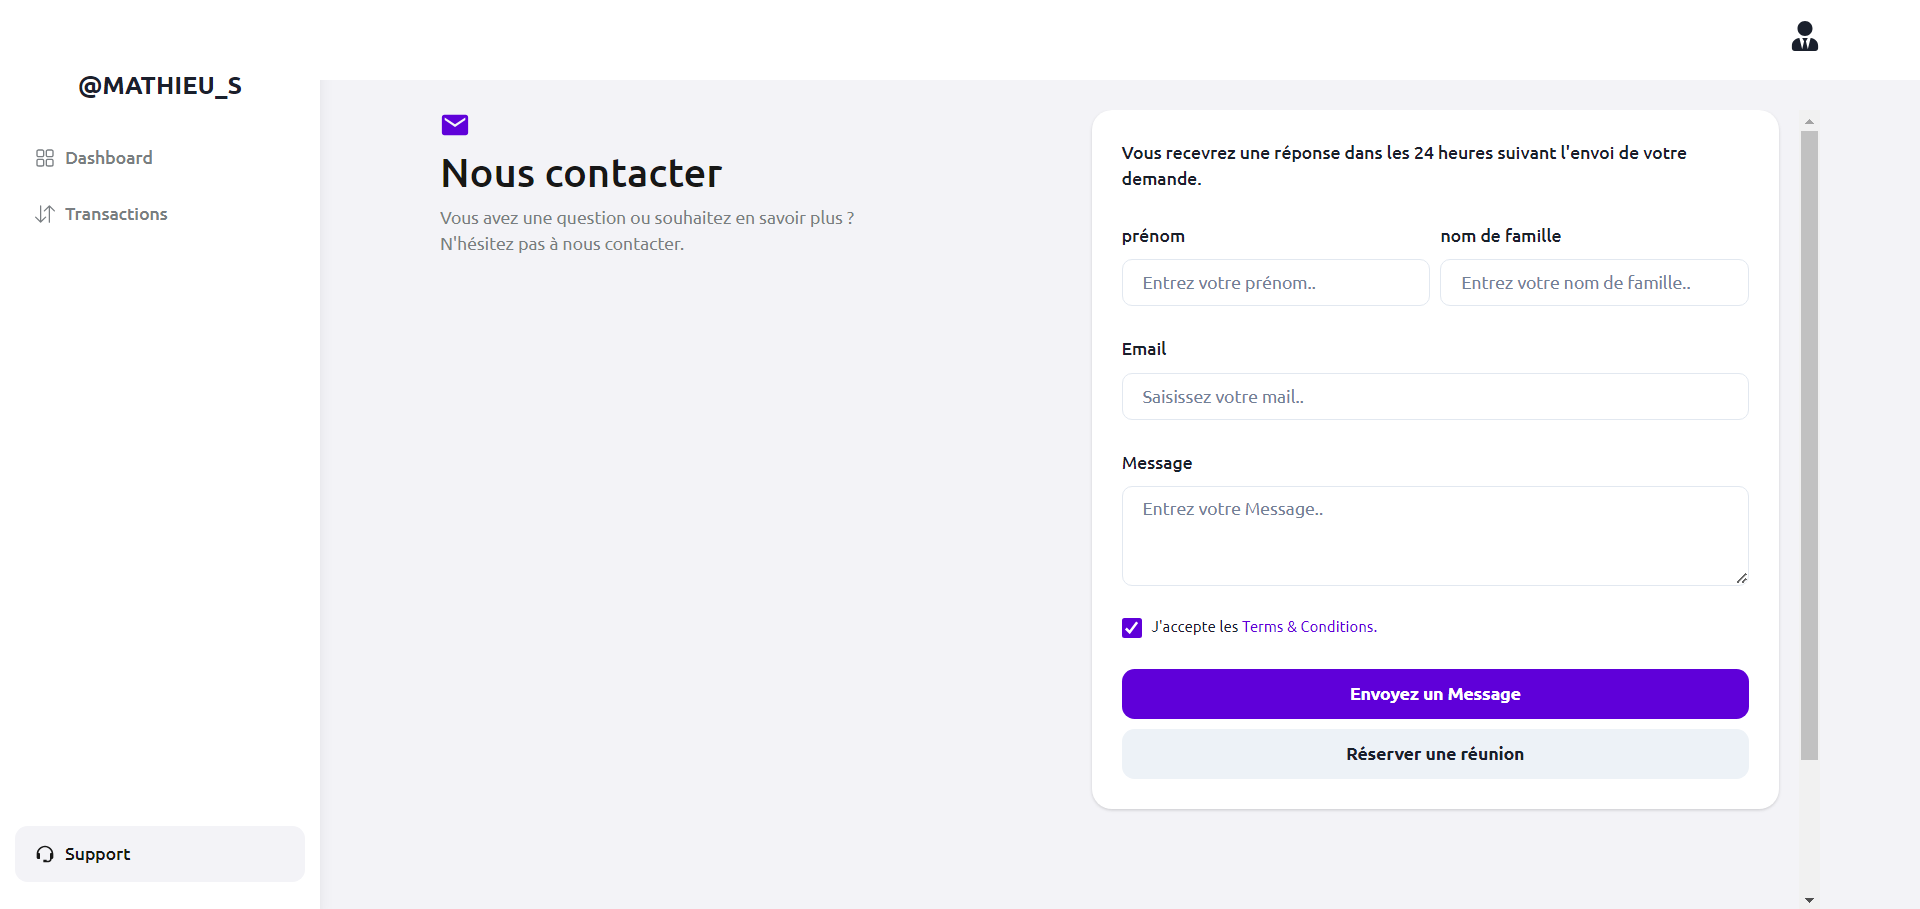 @MATHIEU_S
Dashboard
Transactions
Support
Nous contacter
Vous avez une question ou souhaitez en savoir plus ?
N'hésitez pas à nous contacter.
Vous recevrez une réponse dans les 24 heures suivant l'envoi de votre
demande.
prénom
nom de famille
Entrez votre prénom..
Entrez votre nom de famille..
Email
Saisissez votre mail..
Message
Entrez votre Message..
J'accepte les Terms & Conditions.
Envoyez un Message
Réserver une réunion